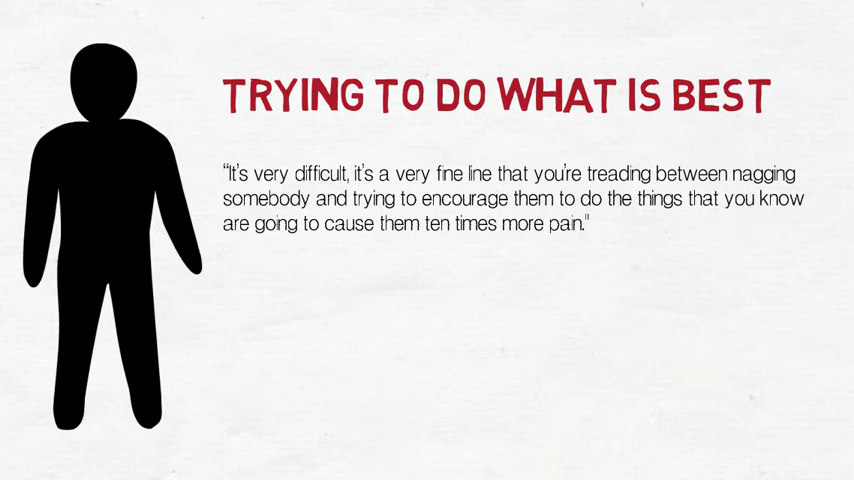 TRYING TO DO WHAT IS BEST
“It’s very difficult, it’s a very fine line that you’re treading between nagging
somebody and trying to encourage them to do the things that you know
are going to cause them ten times more pain."